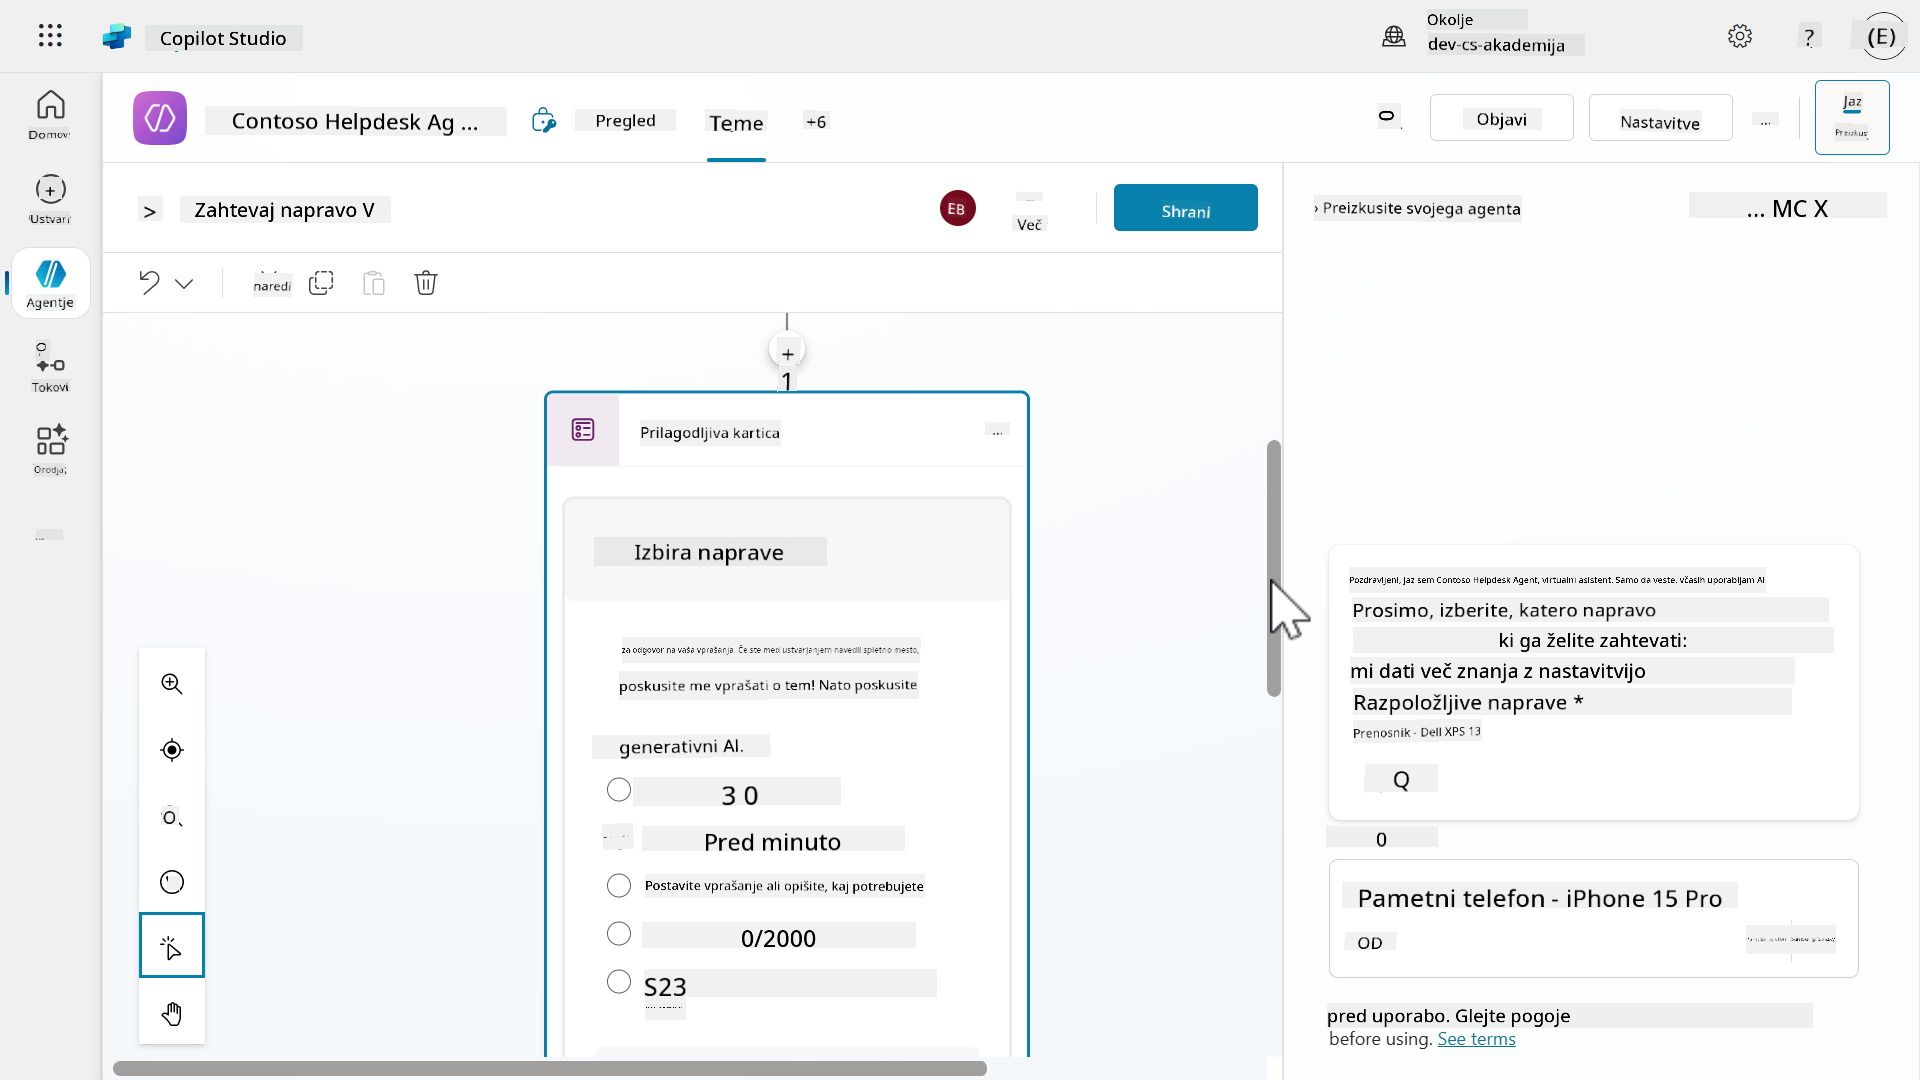 Copilot Studio
Okolje
dev-cs-akademija
?
(E)
Domov
Ustvari
Agentje
Tokovi
Orodja;
Contoso Helpdesk Ag ...
Pregled
Teme
+6
Objavi
Nastavitve
...
Jaz
Preizkus
> Zahtevaj napravo V
EB
Več
Shrani
naredi
+
1
Prilagodljiva kartica
...
Izbira naprave
za odgovor na vaša vprašanja. Če ste med ustvarjanjem navedli spletno mesto,
poskusite me vprašati o tem! Nato poskusite
generativni AI.
3 0
Pred minuto
Postavite vprašanje ali opišite, kaj potrebujete
0/2000
S23
› Preizkusite svojega agenta
... MC X
Pozdravljeni, jaz sem Contoso Helpdesk Agent, virtualni asistent. Samo da veste, včasih uporabljam AI
Prosimo, izberite, katero napravo
ki ga želite zahtevati:
mi dati več znanja z nastavitvijo
Razpoložljive naprave *
Prenosnik - Dell XPS 13
Q
0
Pametni telefon - iPhone 15 Pro
OD
pred uporabo. Glejte pogoje
before using. See terms